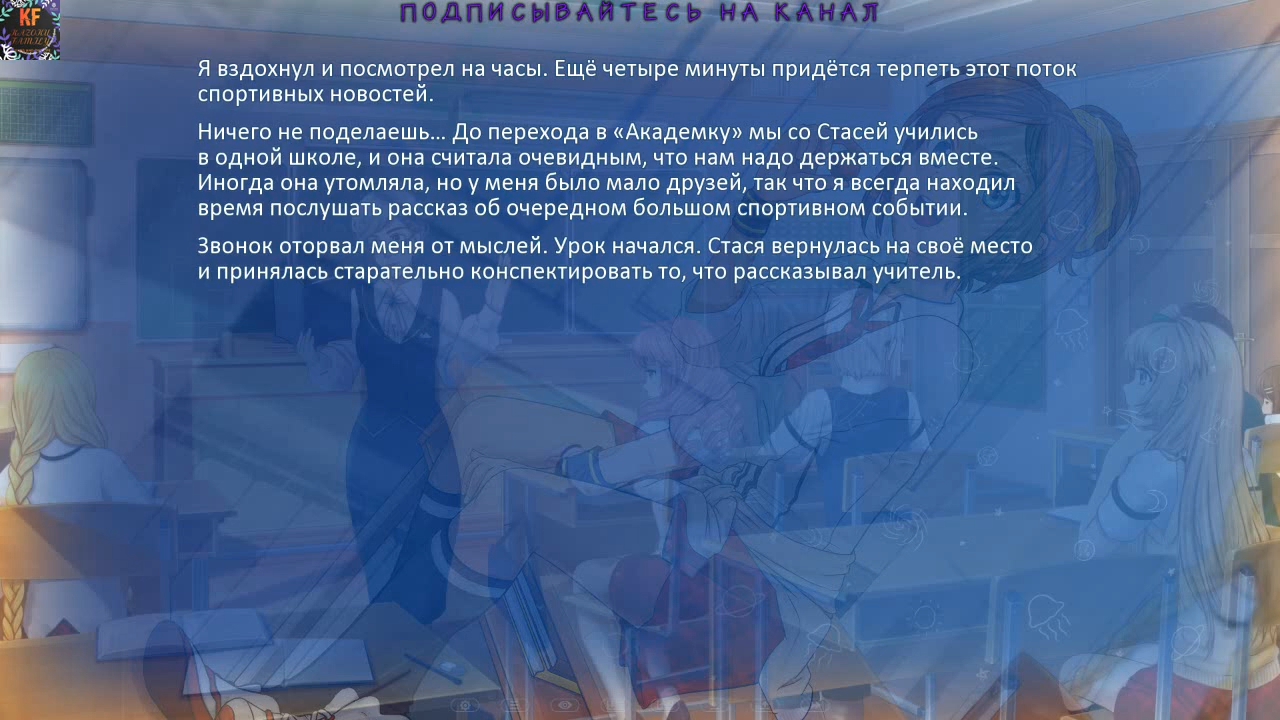 ПОДПИСЫВАЙТЕСЬ НА КАНАЛ
KF
Я вздохнул и посмотрел на часы. Ещё четыре минуты придётся терпеть этот поток
спортивных новостей.
Ничего не поделаешь... До перехода в «Академку» мы со Стасей учились
в одной школе, и она считала очевидным, что нам надо держаться вместе.
Иногда она утомляла, но у меня было мало друзей, так что я всегда находил
время послушать рассказ об очередном большом спортивном событии.
Звонок оторвал меня от мыслей. Урок начался. Стася вернулась на своё место
и принялась старательно конспектировать то, что рассказывал учитель.